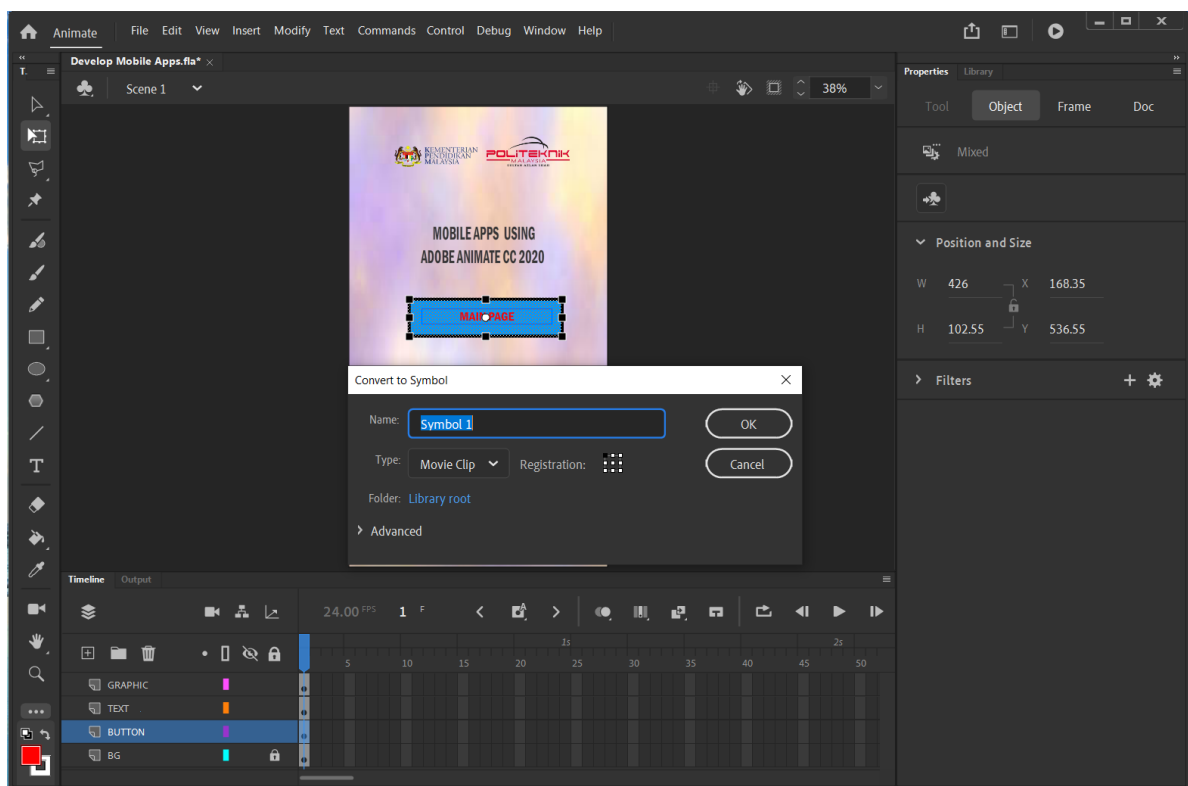 Animate File Edit View Insert Modify Text Commands Control Debug Window Help
Develop Mobile Apps.fla*
Scene 1 38%
KEMENTERIAN
PENDIDIKAN
MALAYSIA
POLITEKNIK
MALAYSIA
MOBILE APPS USING
ADOBE ANIMATE CC 2020
MAIN PAGE
Convert to Symbol
Name: Symbol 1 OK
Type: Movie Clip Registration: Cancel
Folder: Library root
Advanced
Properties Library
Tool Object Frame Doc
Mixed
Position and Size
W 426 X 168.35
H 102.55 Y 536.55
Filters
T.
Timeline Output
24.00 FPS 1 F
1s 2s
5 10 15 20 25 30 35 40 45 50
GRAPHIC
TEXT
BUTTON
BG